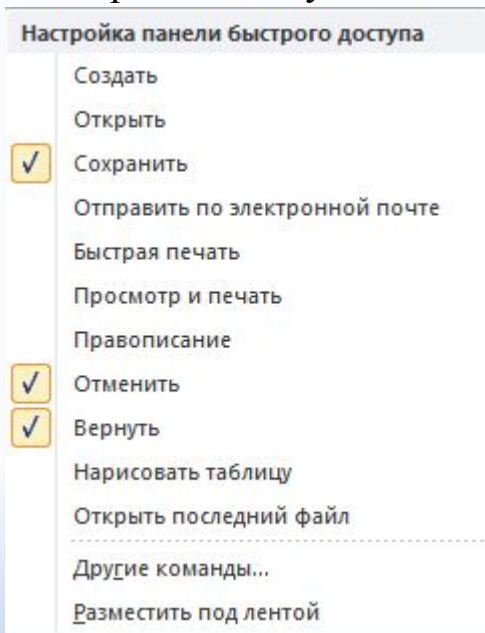 Настройка панели быстрого доступа
Создать
Открыть
Сохранить
Отправить по электронной почте
Быстрая печать
Просмотр и печать
Правописание
Отменить
Вернуть
Нарисовать таблицу
Открыть последний файл
Другие команды...
Разместить под лентой